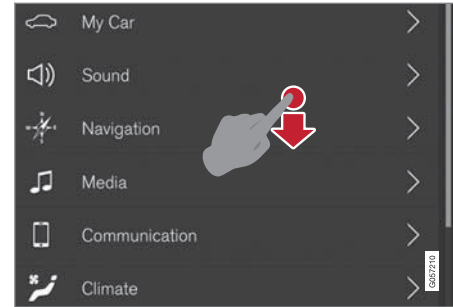 My Car
Sound
Navigation
Media
Communication
Climate
G057210